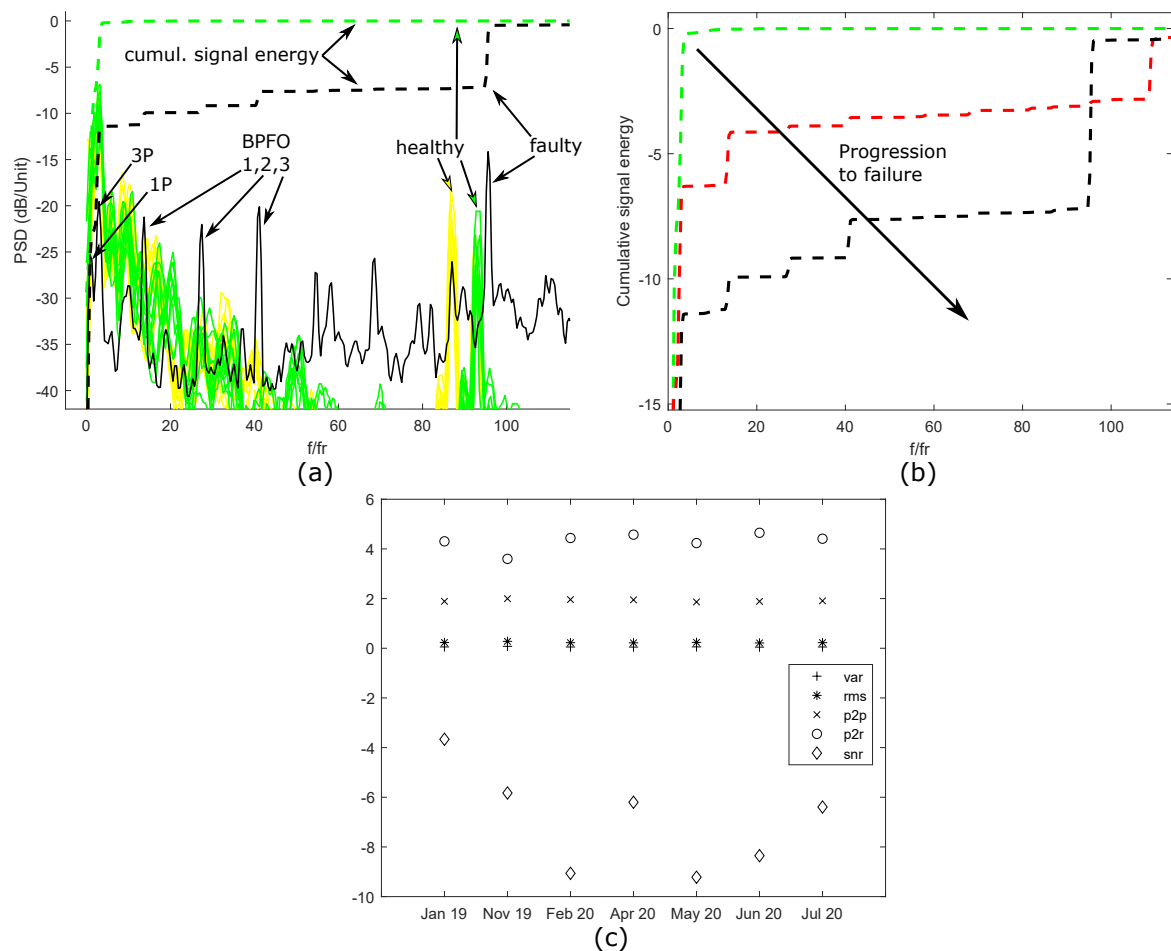 0
-5
-10
-15
-20
-25
-30
-35
-40
PSD (dB/Unit)
cumul. signal energy
BPFO
1,2,3
3P
1P
healthy
faulty
0 20 40 60 80 100
f/fr
(a)
0
-5
-10
-15
Cumulative signal energy
Progression
to failure
0 20 40 60 80 100
f/fr
(b)
6
4
2
0
-2
-4
-6
-8
-10
var
rms
p2p
p2r
snr
Jan 19 Nov 19 Feb 20 Apr 20 May 20 Jun 20 Jul 20
(c)